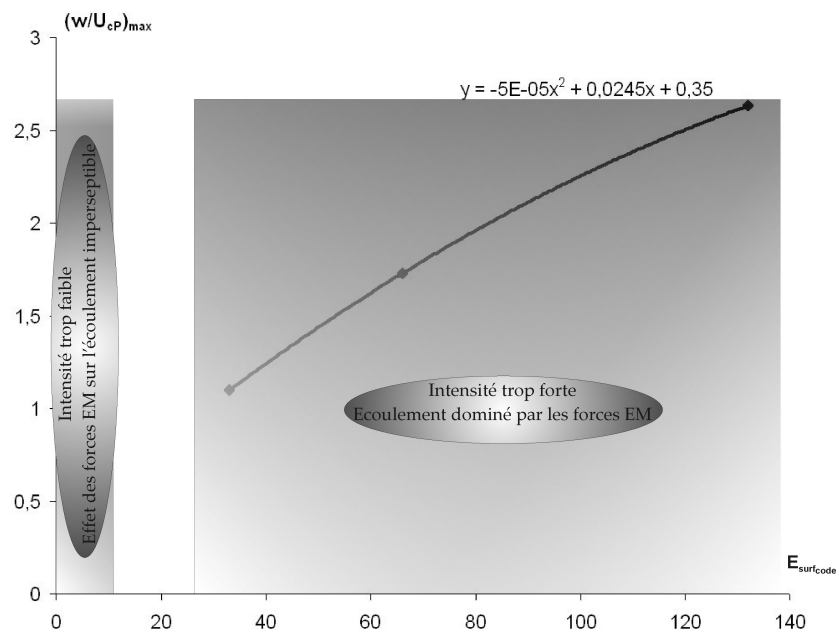 (w/U_cP)_max
3
2,5
2
1,5
1
0,5
0
y = -5E-05x² + 0,0245x + 0,35
Intensité trop faible
Effet des forces EM sur l'écoulement imperseptible
Intensité trop forte
Ecoulement dominé par les forces EM
E_surf_code
0 20 40 60 80 100 120 140